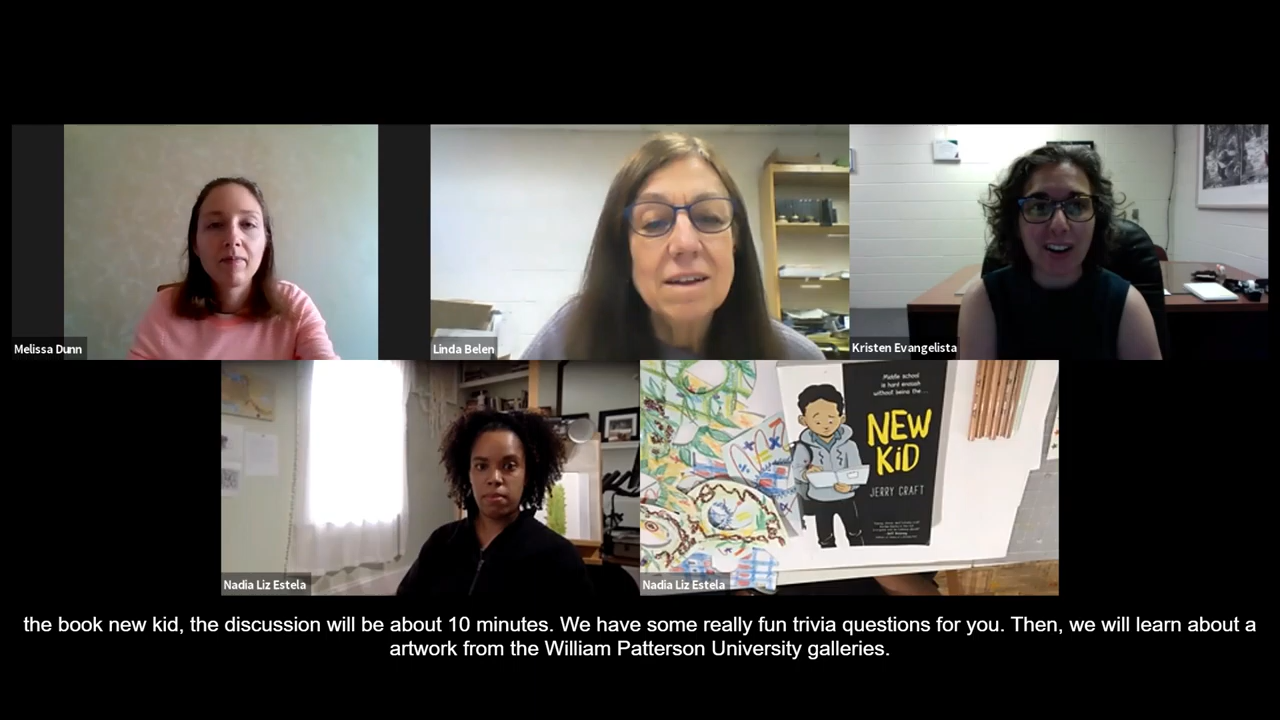 Melissa Dunn
Linda Belen
Kristen Evangelista
Nadia Liz Estela
Nadia Liz Estela
Middle school
is hard enough
without being the...
NEW
KID
JERRY CRAFT
the book new kid, the discussion will be about 10 minutes. We have some really fun trivia questions for you. Then, we will learn about a
artwork from the William Patterson University galleries.